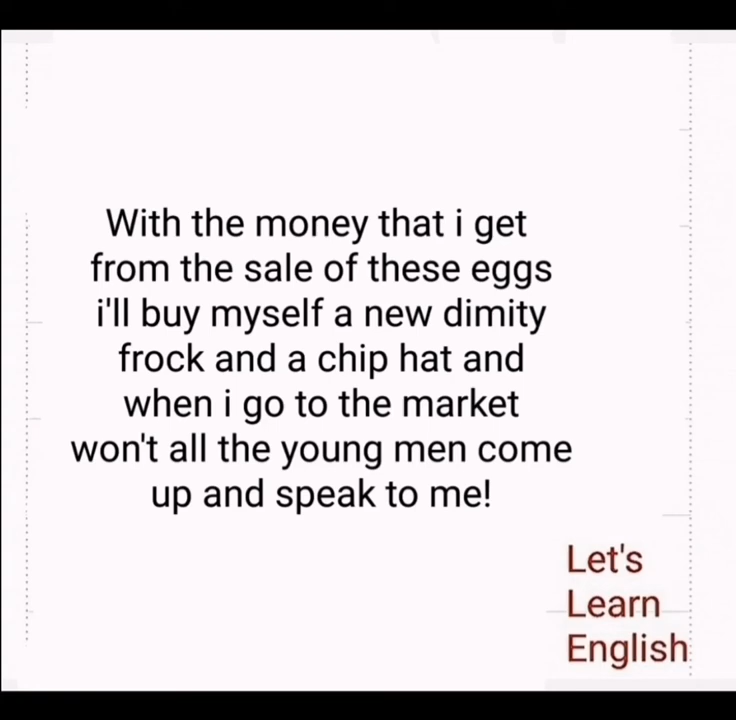 With the money that i get
from the sale of these eggs
i'll buy myself a new dimity
frock and a chip hat and
when i go to the market
won't all the young men come
up and speak to me!
Let's
Learn
English